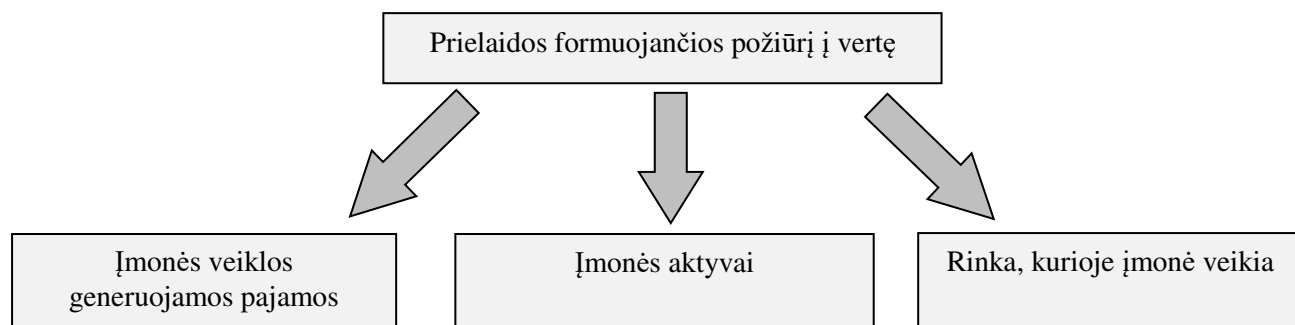 Prielaidos formuojančios požiūrį į vertę
Įmonės veiklos
generuojamos pajamos
Įmonės aktyvai
Rinka, kurioje įmonė veikia